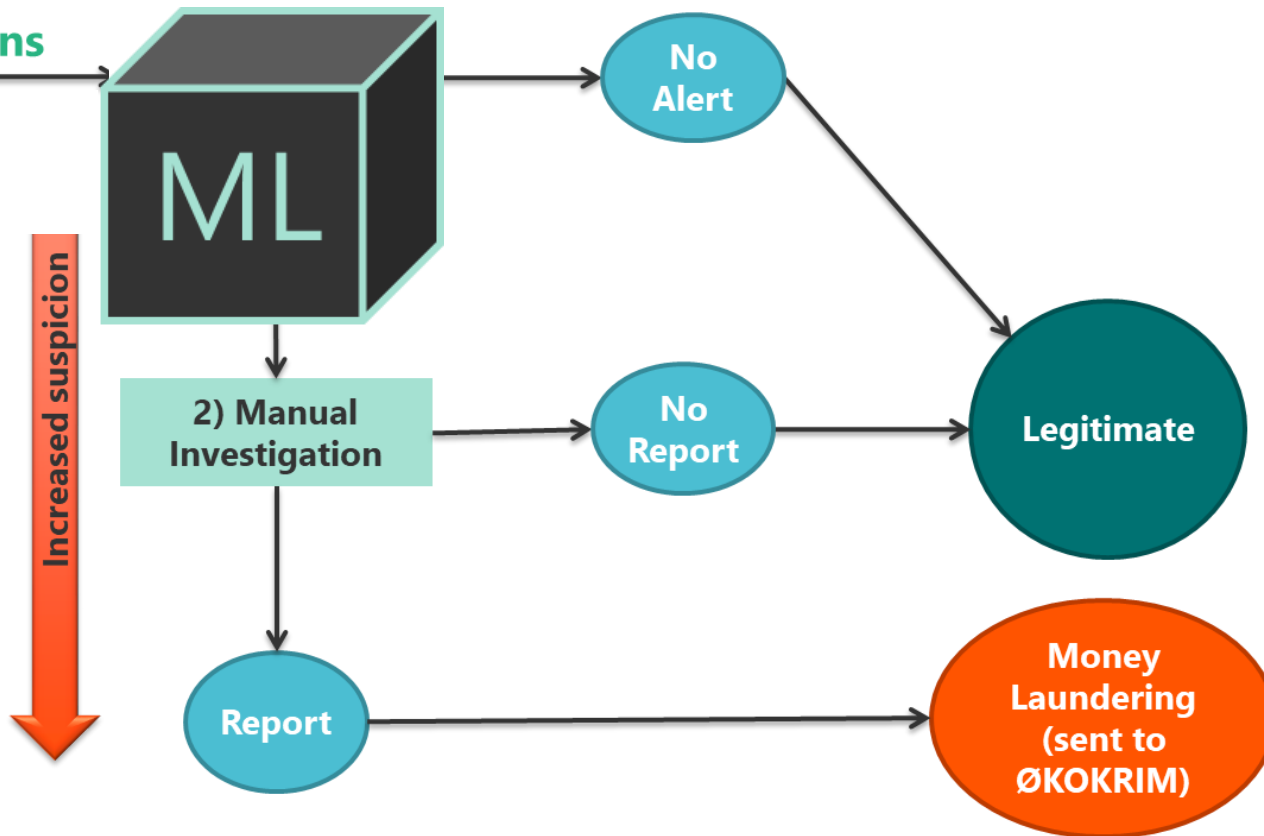 ns
No
Alert
ML
Increased suspicion
2) Manual
Investigation
No
Report
Legitimate
Report
Money
Laundering
(sent to
ØKOKRIM)